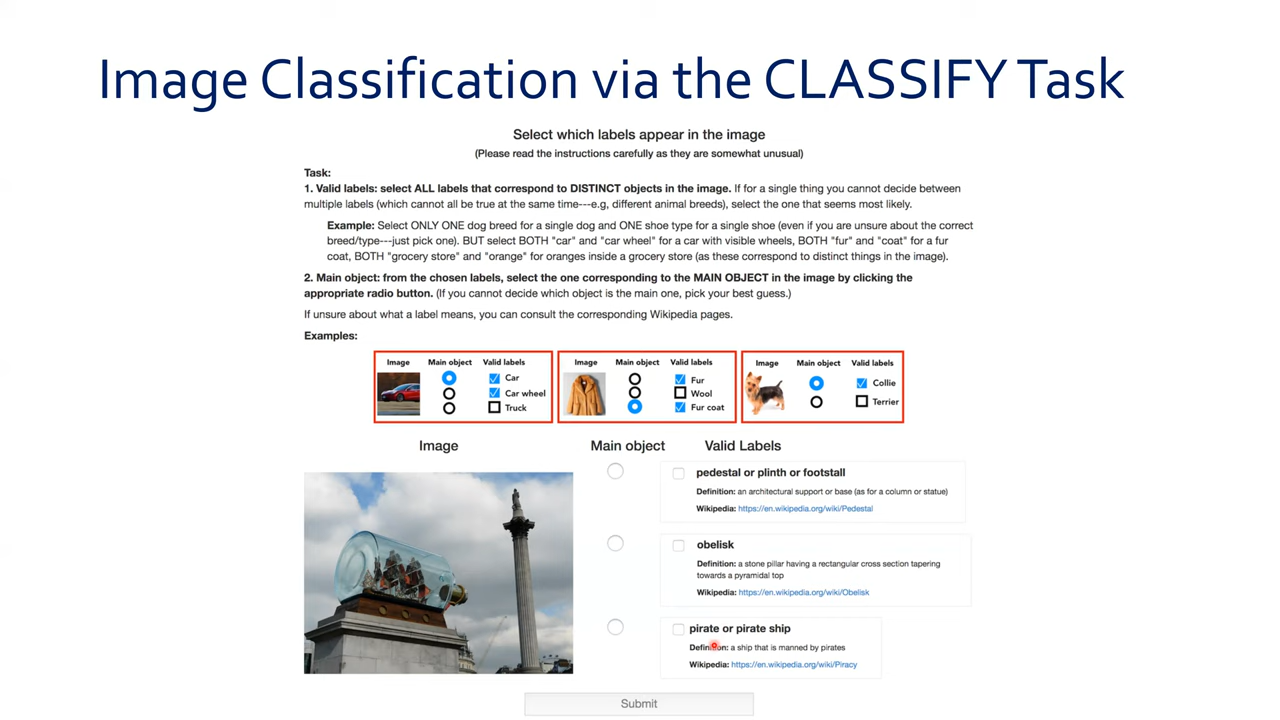 Image Classification via the CLASSIFY Task
Select which labels appear in the image
(Please read the instructions carefully as they are somewhat unusual)
Task:
1. Valid labels: select ALL labels that correspond to DISTINCT objects in the image. If for a single thing you cannot decide between
multiple labels (which cannot all be true at the same time---e.g, different animal breeds), select the one that seems most likely.
Example: Select ONLY ONE dog breed for a single dog and ONE shoe type for a single shoe (even if you are unsure about the correct
breed/type---just pick one). BUT select BOTH "car" and "car wheel" for a car with visible wheels, BOTH "fur" and "coat" for a fur
coat, BOTH "grocery store" and "orange" for oranges inside a grocery store (as these correspond to distinct things in the image).
2. Main object: from the chosen labels, select the one corresponding to the MAIN OBJECT in the image by clicking the
appropriate radio button. (If you cannot decide which object is the main one, pick your best guess.)
If unsure about what a label means, you can consult the corresponding Wikipedia pages.
Examples:
Image Main object Valid labels
Car
Car wheel
Truck
Image Main object Valid labels
Fur
Wool
Fur coat
Image Main object Valid labels
Collie
Terrier
Image Main object Valid Labels
pedestal or plinth or footstall
Definition: an architectural support or base (as for a column or statue)
Wikipedia: https://en.wikipedia.org/wiki/Pedestal
obelisk
Definition: a stone pillar having a rectangular cross section tapering
towards a pyramidal top
Wikipedia: https://en.wikipedia.org/wiki/Obelisk
pirate or pirate ship
Definition: a ship that is manned by pirates
Wikipedia: https://en.wikipedia.org/wiki/Piracy
Submit